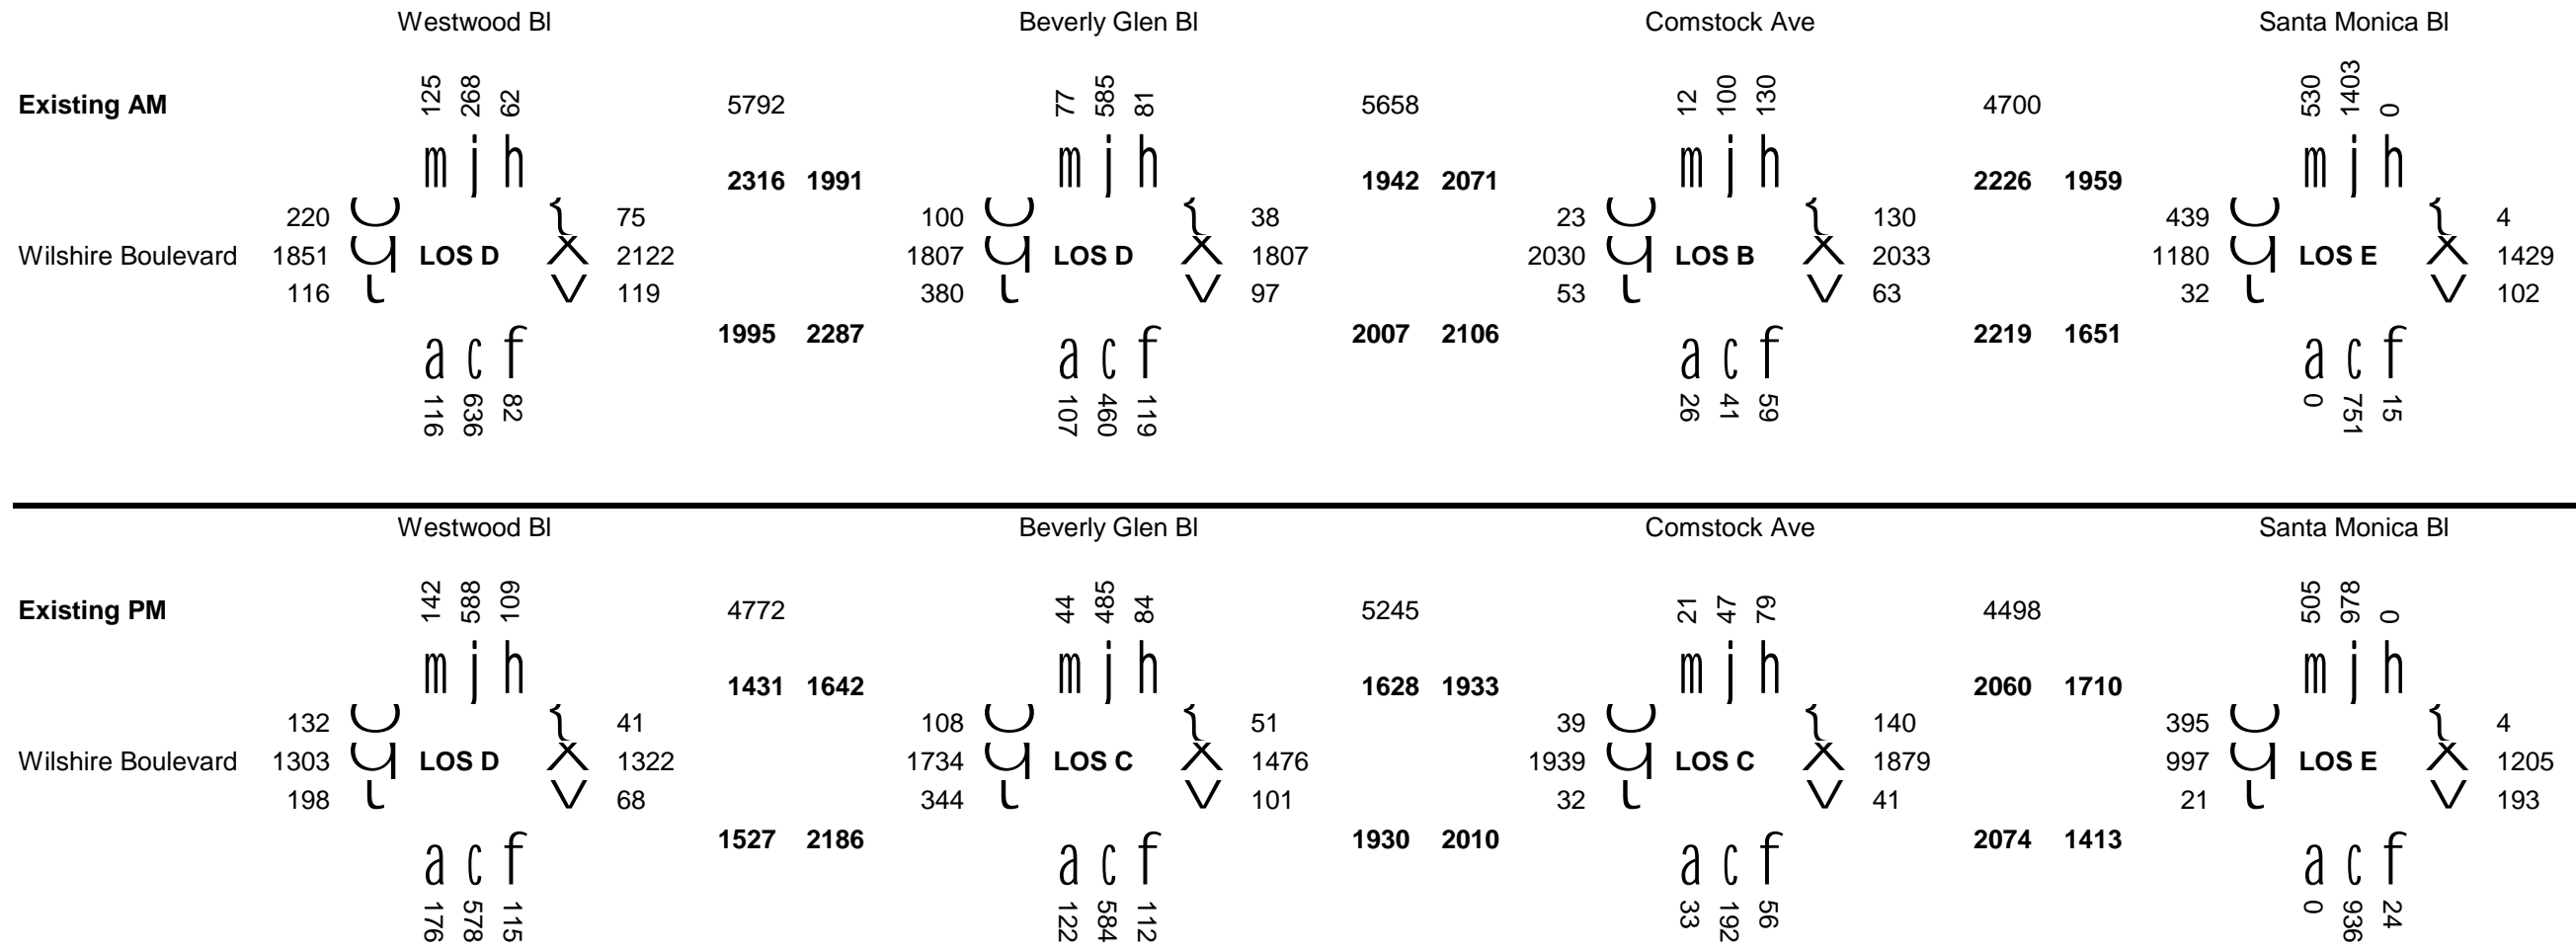 Westwood Bl Beverly Glen Bl Comstock Ave Santa Monica Bl
125 268 62 77 585 81 12 100 130 530 1403 0
Existing AM 5792 5658 4700
m j h m j h m j h m j h
2316 1991 1942 2071 2226 1959
220 75 100 38 23 130 439 4
Wilshire Boulevard 1851 q LOS D X 2122 1807 q LOS D X 1807 2030 q LOS B X 2033 1180 q LOS E X 1429
116 119 380 97 53 63 32 102
1995 2287 2007 2106 2219 1651
a c f a c f a c f a c f
116 636 82 107 460 119 26 41 59 0 751 15
Westwood Bl Beverly Glen Bl Comstock Ave Santa Monica Bl
142 588 109 44 485 84 21 47 79 505 978 0
Existing PM 4772 5245 4498
m j h m j h m j h m j h
1431 1642 1628 1933 2060 1710
132 41 108 51 39 140 395 4
Wilshire Boulevard 1303 q LOS D X 1322 1734 q LOS C X 1476 1939 q LOS C X 1879 997 q LOS E X 1205
198 68 344 101 32 41 21 193
1527 2186 1930 2010 2074 1413
a c f a c f a c f a c f
176 578 115 122 584 112 33 192 56 0 936 24